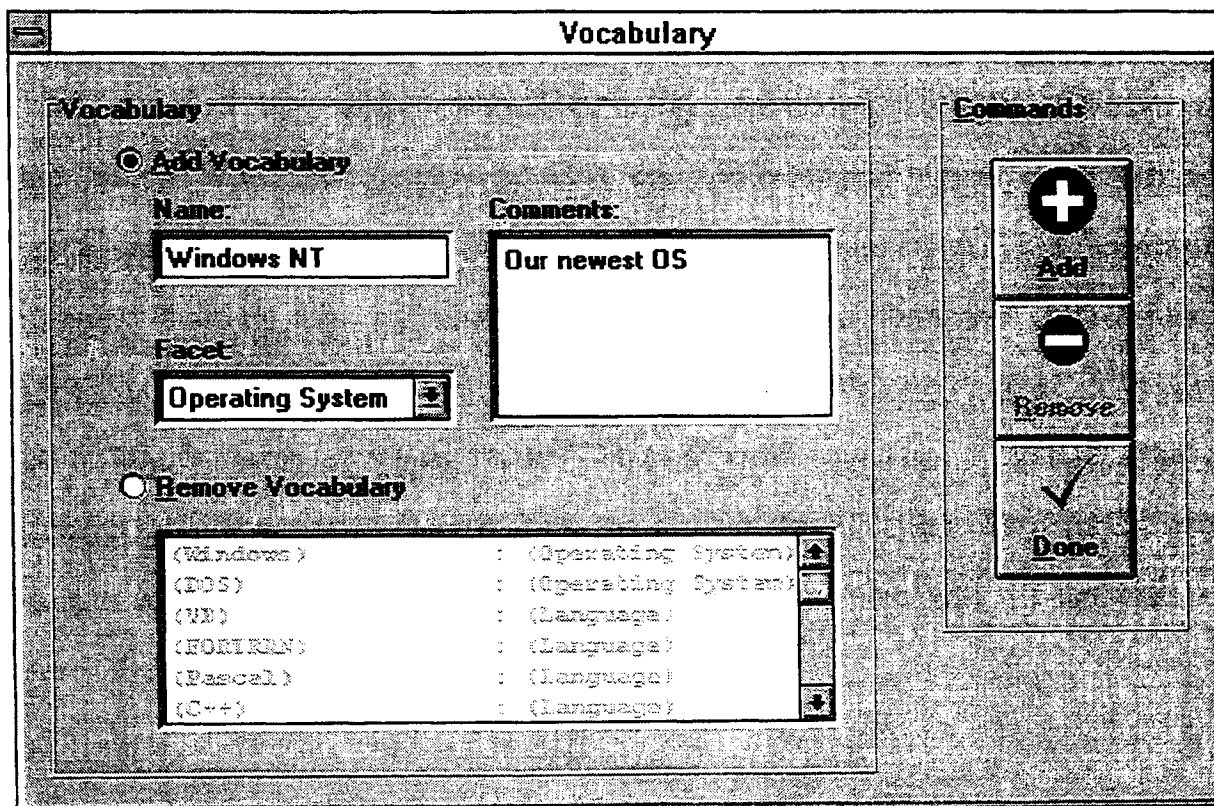 Vocabulary
Vocabulary
Add Vocabulary
Name:
Windows NT
Comments:
Our newest OS
Facet:
Operating System
Remove Vocabulary
(Windows) : (Operating System)
(DOS) : (Operating System)
(VB) : (Language)
(FORTRAN) : (Language)
(Pascal) : (Language)
(C++) : (Language)
Commands
Add
Remove
Done